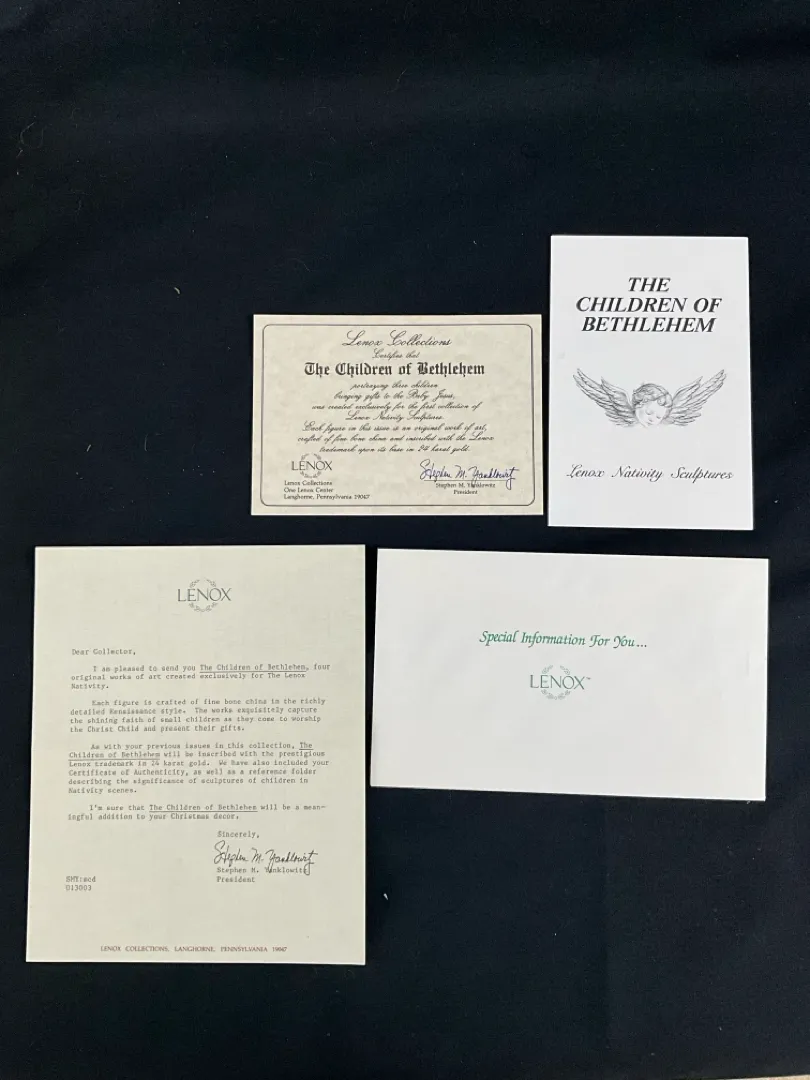 THE
CHILDREN OF
BETHLEHEM
Lenox Nativity Sculptures
Lenox Collections
Certifies that
The Children of Bethlehem
portraying three children
bringing gifts to the Baby Jesus,
was created exclusively for the first collection of
Lenox Nativity Sculptures.
Each figure in this issue is an original work of art,
crafted of fine bone china and inscribed with the Lenox
trademark upon its base in 24 karat gold.
LENOX
Lenox Collections
One Lenox Center
Langhorne, Pennsylvania 19047
Stephen M. Yanklowitz
Stephen M. Yanklowitz
President
LENOX
Dear Collector,
I am pleased to send you The Children of Bethlehem, four
original works of art created exclusively for The Lenox
Nativity.
Each figure is crafted of fine bone china in the richly
detailed Renaissance style. The works exquisitely capture
the shining faith of small children as they come to worship
the Christ Child and present their gifts.
As with your previous issues in this collection, The
Children of Bethlehem will be inscribed with the prestigious
Lenox trademark in 24 karat gold. We have also included your
Certificate of Authenticity, as well as a reference folder
describing the significance of sculptures of children in
Nativity scenes.
I'm sure that The Children of Bethlehem will be a mean-
ingful addition to your Christmas decor.
Sincerely,
Stephen M. Yanklowitz
Stephen M. Yanklowitz
SMY:mcd
President
013003
LENOX COLLECTIONS, LANGHORNE, PENNSYLVANIA 19047
Special Information For You...
LENOX™